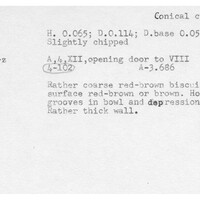 Conical c
H. 0.065; D.0.114; D.base 0.05
Slightly chipped
rz A,4,XII,opening door to VIII
4-102 A-3.686
Rather coarse red-brown biscui
surface red-brown or brown. Ho
grooves in bowl and depression
Rather thick wall.